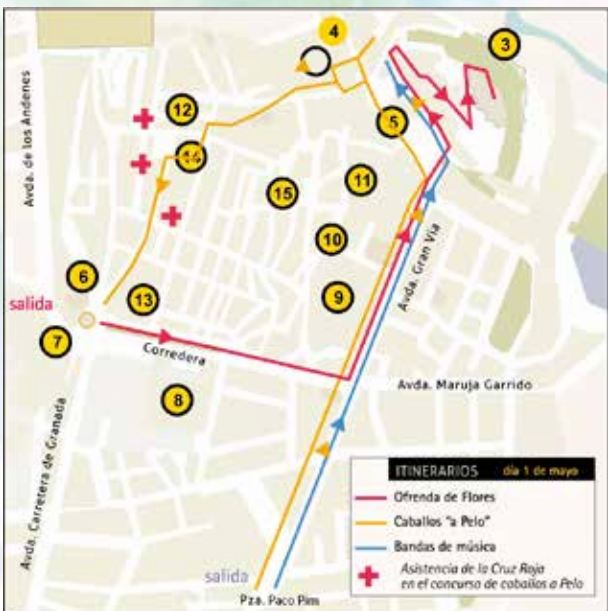 4
3
12
5
14
11
15
10
6
13
9
salida
7
8
Avda. de los Andenes
Corredera
Avda. Gran Vía
Avda. Maruja Garrido
Avda. Carretera de Granada
salida
Pza. Paco Pim
ITINERARIOS día 1 de mayo
Ofrenda de Flores
Caballos "a Pelo"
Bandas de música
Asistencia de la Cruz Roja
en el concurso de caballos a Pelo